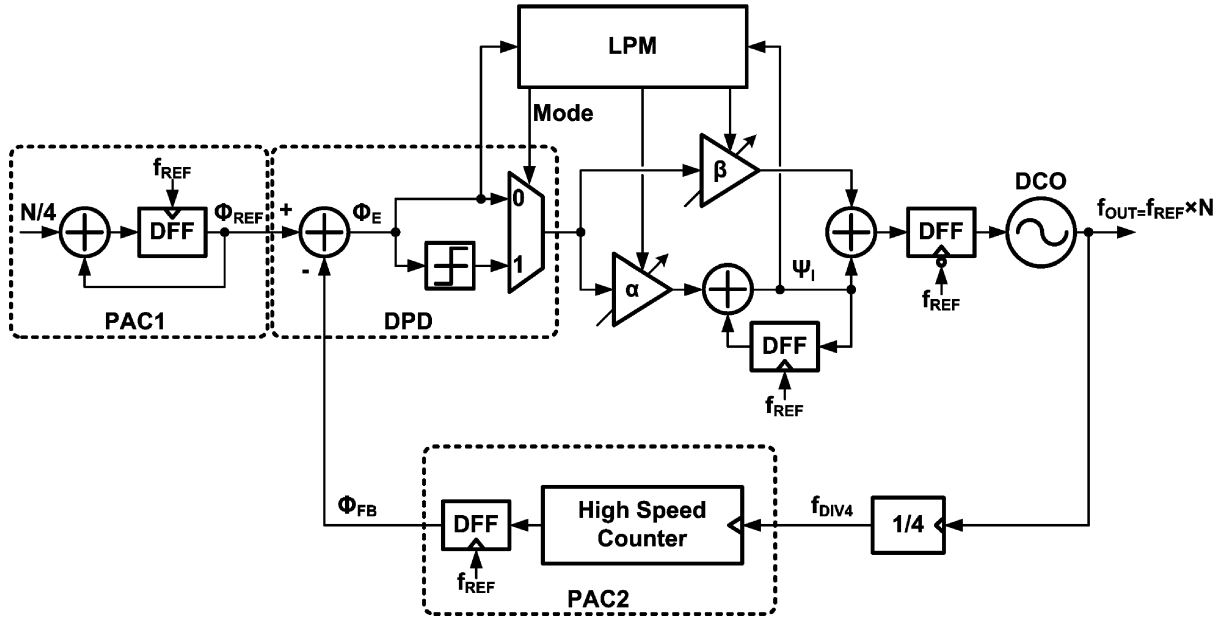 LPM
Mode
f_REF
N/4
DFF
Φ_REF
+
-
Φ_E
0
1
PAC1
DPD
β
α
Ψ_I
DFF
f_REF
DFF
f_REF
DCO
f_OUT=f_REF×N
Φ_FB
DFF
f_REF
High Speed
Counter
f_DIV4
1/4
PAC2